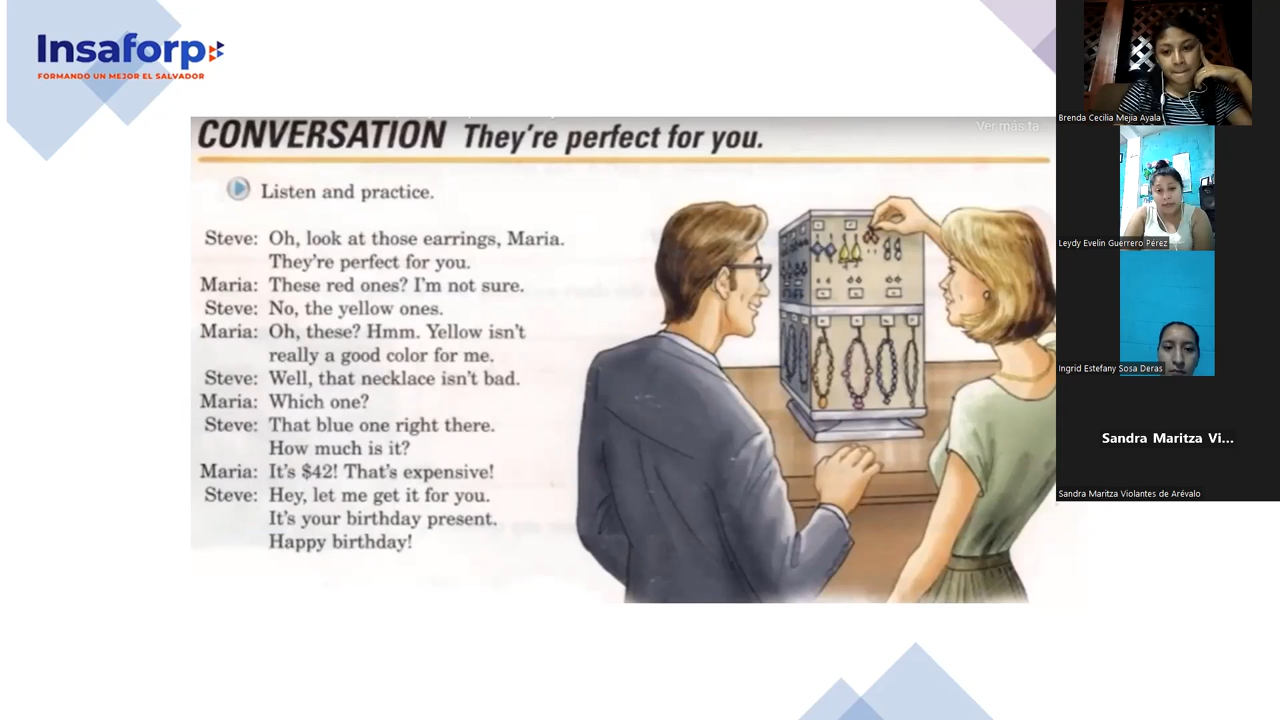 Insaforp
FORMANDO UN MEJOR EL SALVADOR
CONVERSATION They're perfect for you.
Ver más ta
Listen and practice.
Steve: Oh, look at those earrings, Maria.
They're perfect for you.
Maria: These red ones? I'm not sure.
Steve: No, the yellow ones.
Maria: Oh, these? Hmm. Yellow isn't
really a good color for me.
Steve: Well, that necklace isn't bad.
Maria: Which one?
Steve: That blue one right there.
How much is it?
Maria: It's $42! That's expensive!
Steve: Hey, let me get it for you.
It's your birthday present.
Happy birthday!
Brenda Cecilia Mejia Ayala
Leydy Evelin Guerrero Pérez
Ingrid Estefany Sosa Deras
Sandra Maritza Vi...
Sandra Maritza Violantes de Arévalo